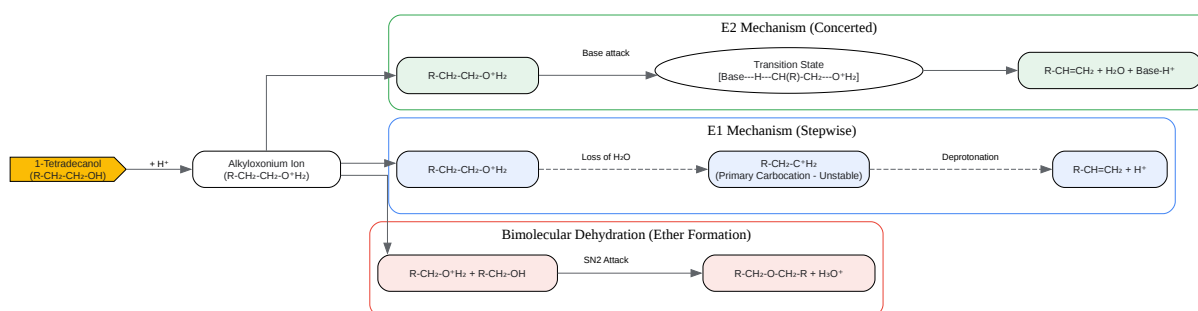 E2 Mechanism (Concerted)
R-CH₂-CH₂-O⁺H₂
Base attack
Transition State
[Base---H---CH(R)-CH₂---O⁺H₂]
R-CH=CH₂ + H₂O + Base-H⁺
1-Tetradecanol
(R-CH₂-CH₂-OH)
+ H⁺
Alkyloxonium Ion
(R-CH₂-CH₂-O⁺H₂)
E1 Mechanism (Stepwise)
R-CH₂-CH₂-O⁺H₂
Loss of H₂O
R-CH₂-C⁺H₂
(Primary Carbocation - Unstable)
Deprotonation
R-CH=CH₂ + H⁺
Bimolecular Dehydration (Ether Formation)
R-CH₂-O⁺H₂ + R-CH₂-OH
SN2 Attack
R-CH₂-O-CH₂-R + H₃O⁺